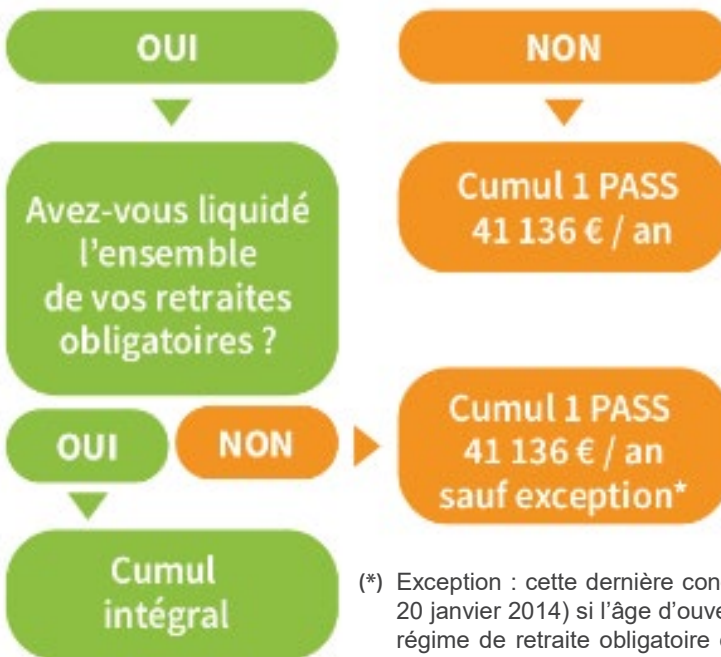 OUI
NON
Avez-vous liquidé
l'ensemble
de vos retraites
obligatoires ?
Cumul 1 PASS
41 136 € / an
OUI
NON
Cumul 1 PASS
41 136 € / an
sauf exception*
Cumul
intégral
(*) Exception : cette dernière con
20 janvier 2014) si l'âge d'ouve
régime de retraite obligatoire